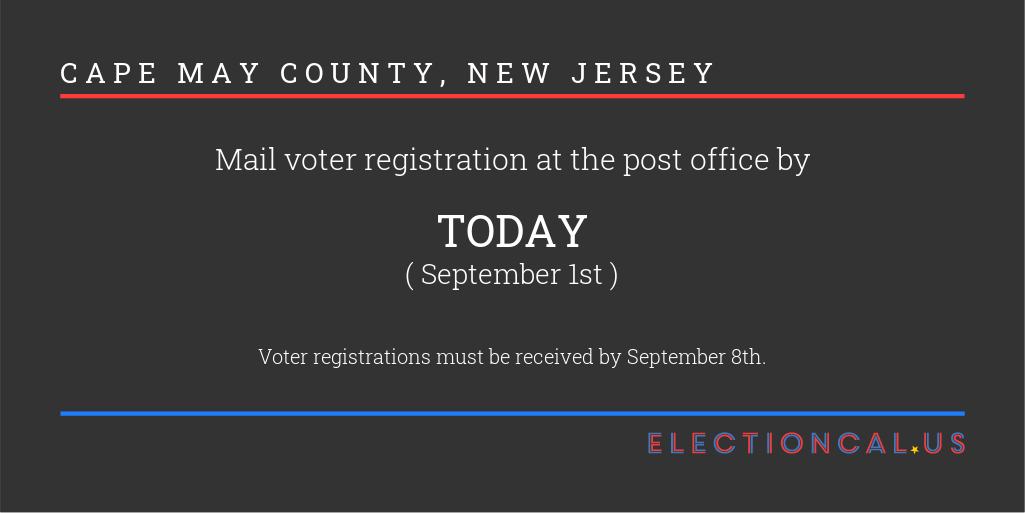 CAPE MAY COUNTY, NEW JERSEY
Mail voter registration at the post office by
TODAY
( September 1st )
Voter registrations must be received by September 8th.
ELECTIONCAL.US